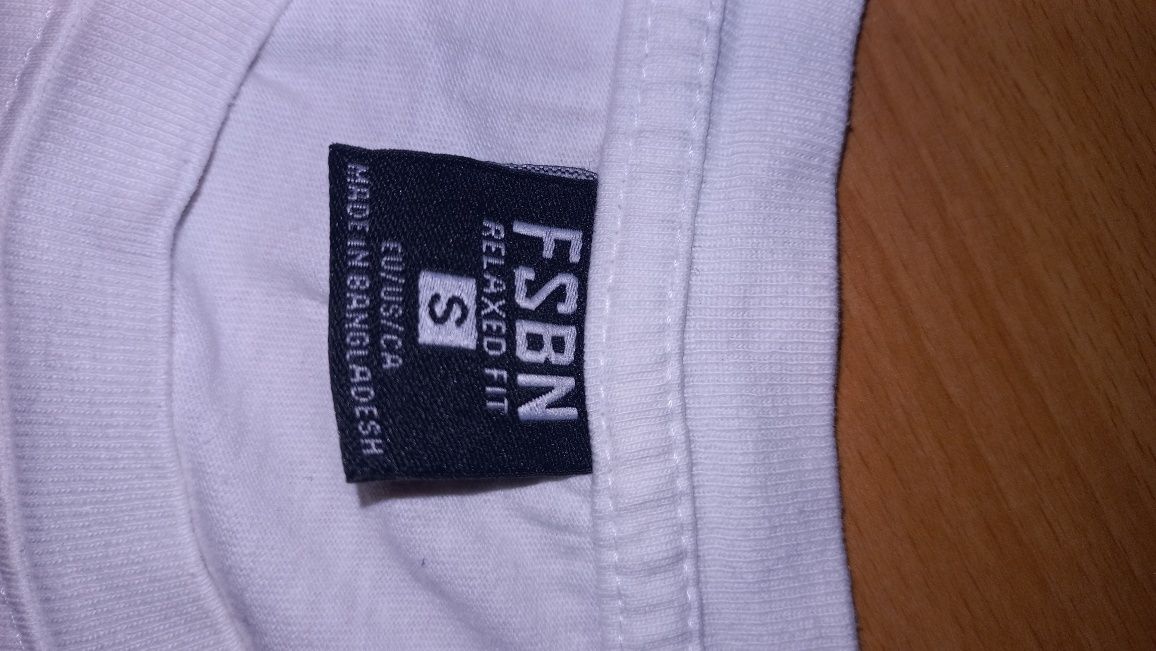 FSBN
RELAXED FIT
S
EU/US/CA
MADE IN BANGLADESH